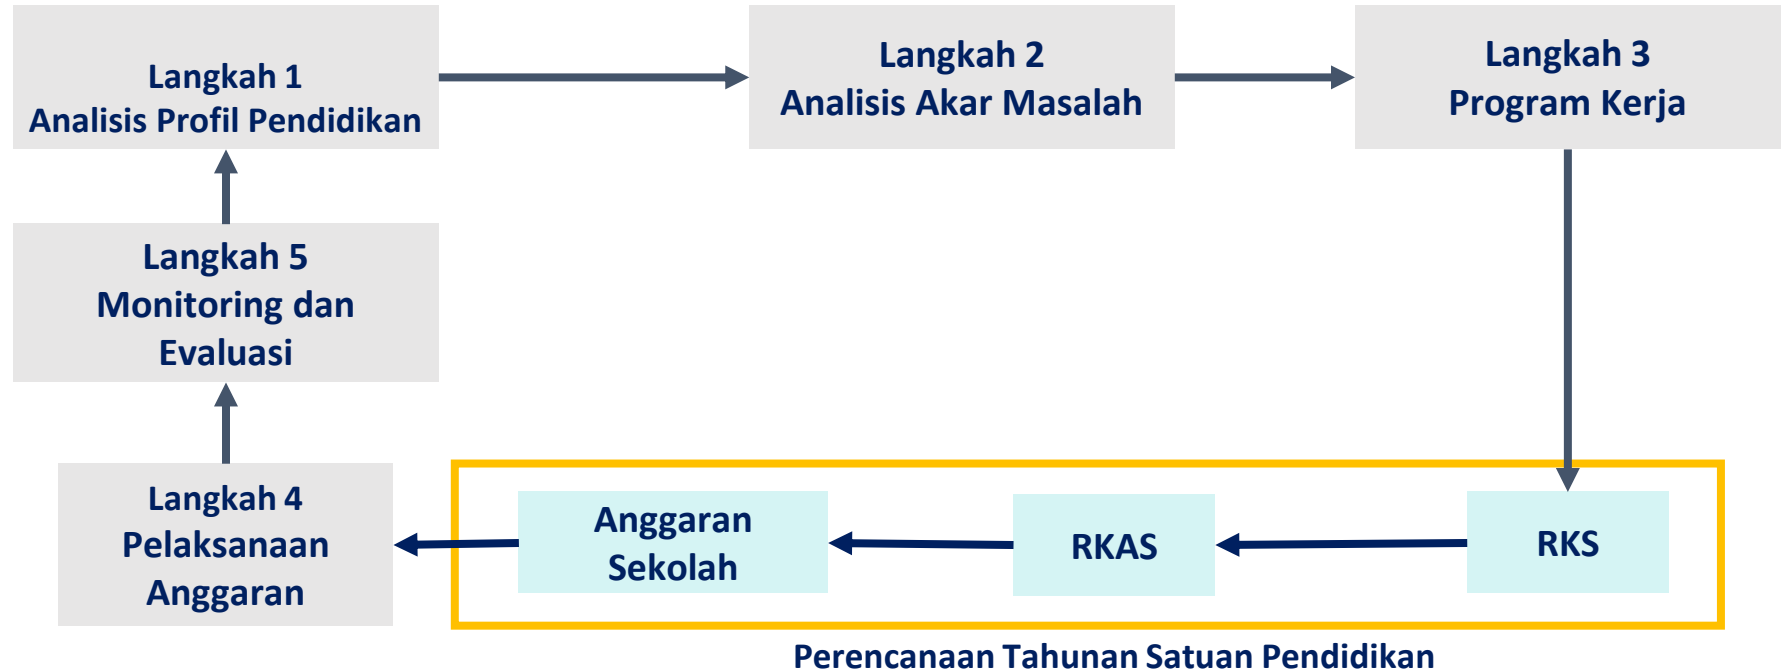 Langkah 1
Analisis Profil Pendidikan
Langkah 2
Analisis Akar Masalah
Langkah 3
Program Kerja
Langkah 5
Monitoring dan
Evaluasi
Langkah 4
Pelaksanaan
Anggaran
Anggaran
Sekolah
RKAS
RKS
Perencanaan Tahunan Satuan Pendidikan